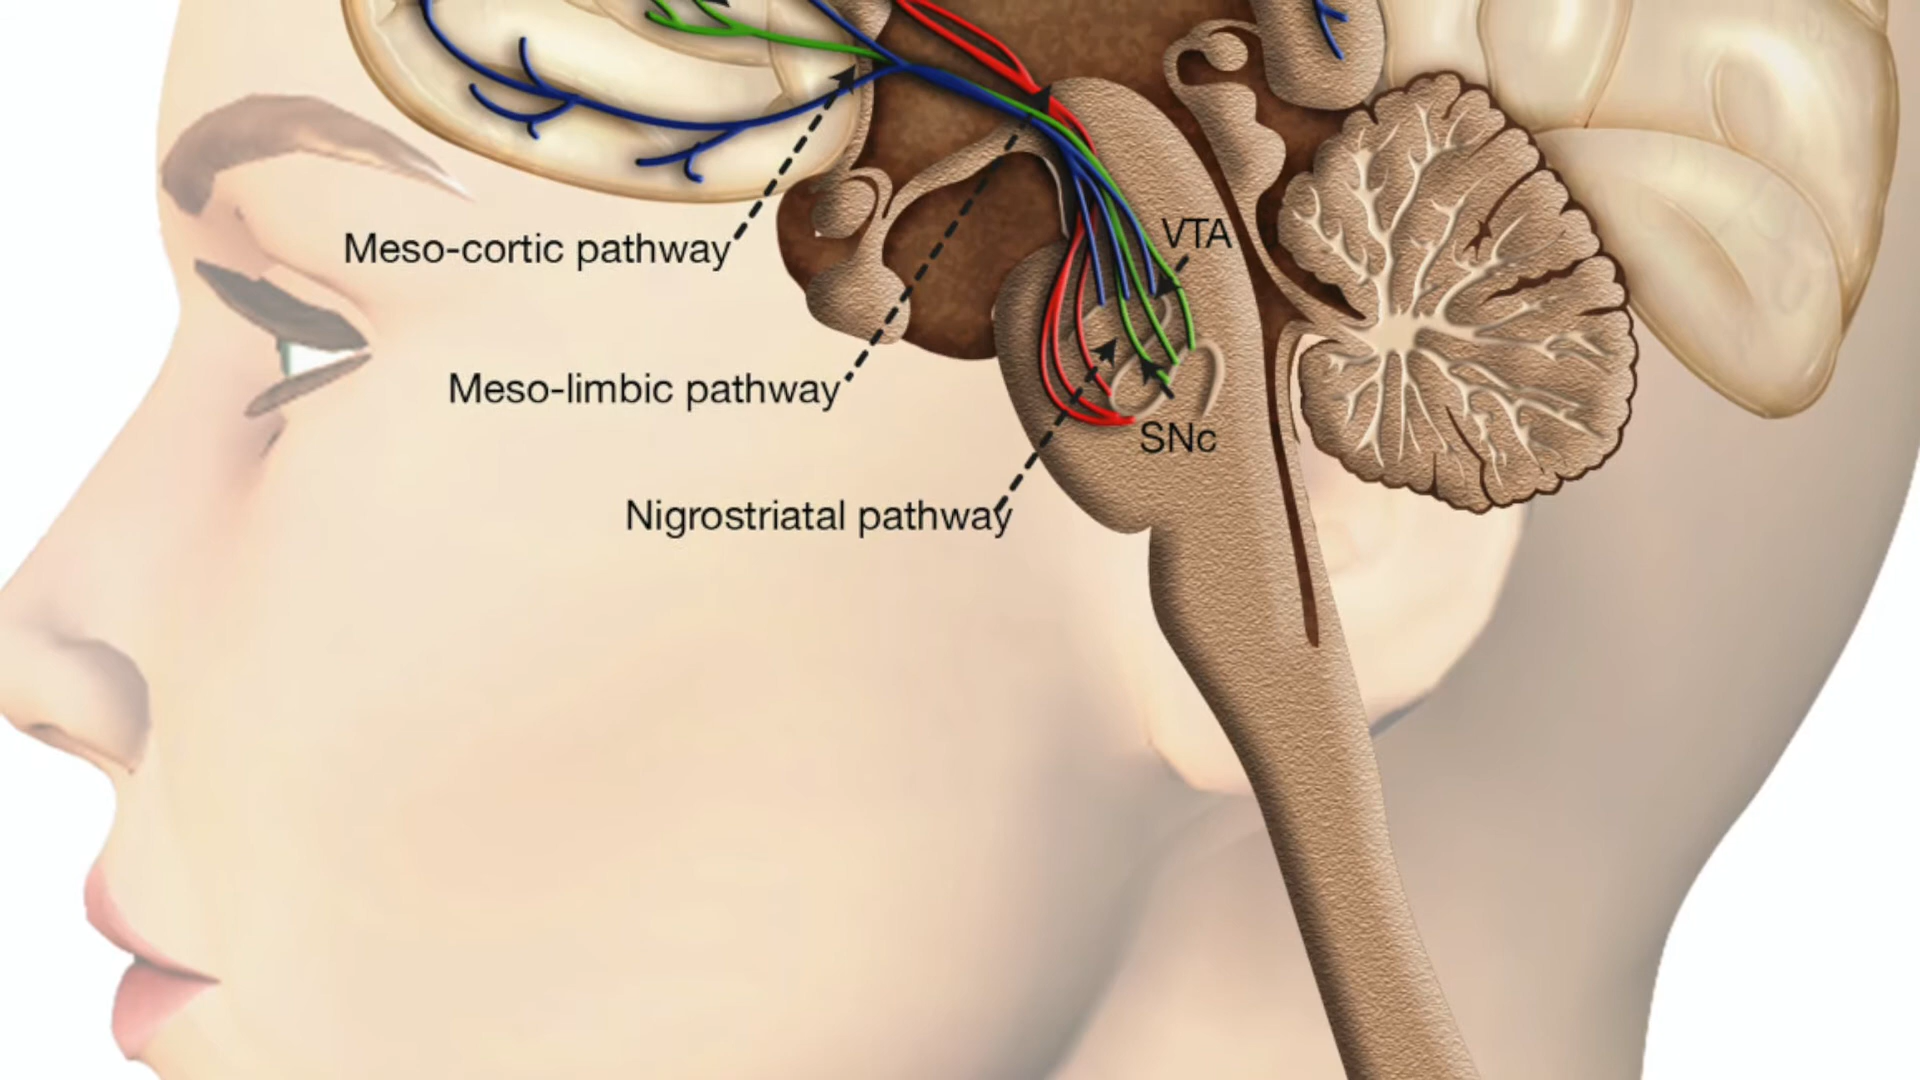 VTA
Meso-cortic pathway
Meso-limbic pathway
SNc
Nigrostriatal pathway